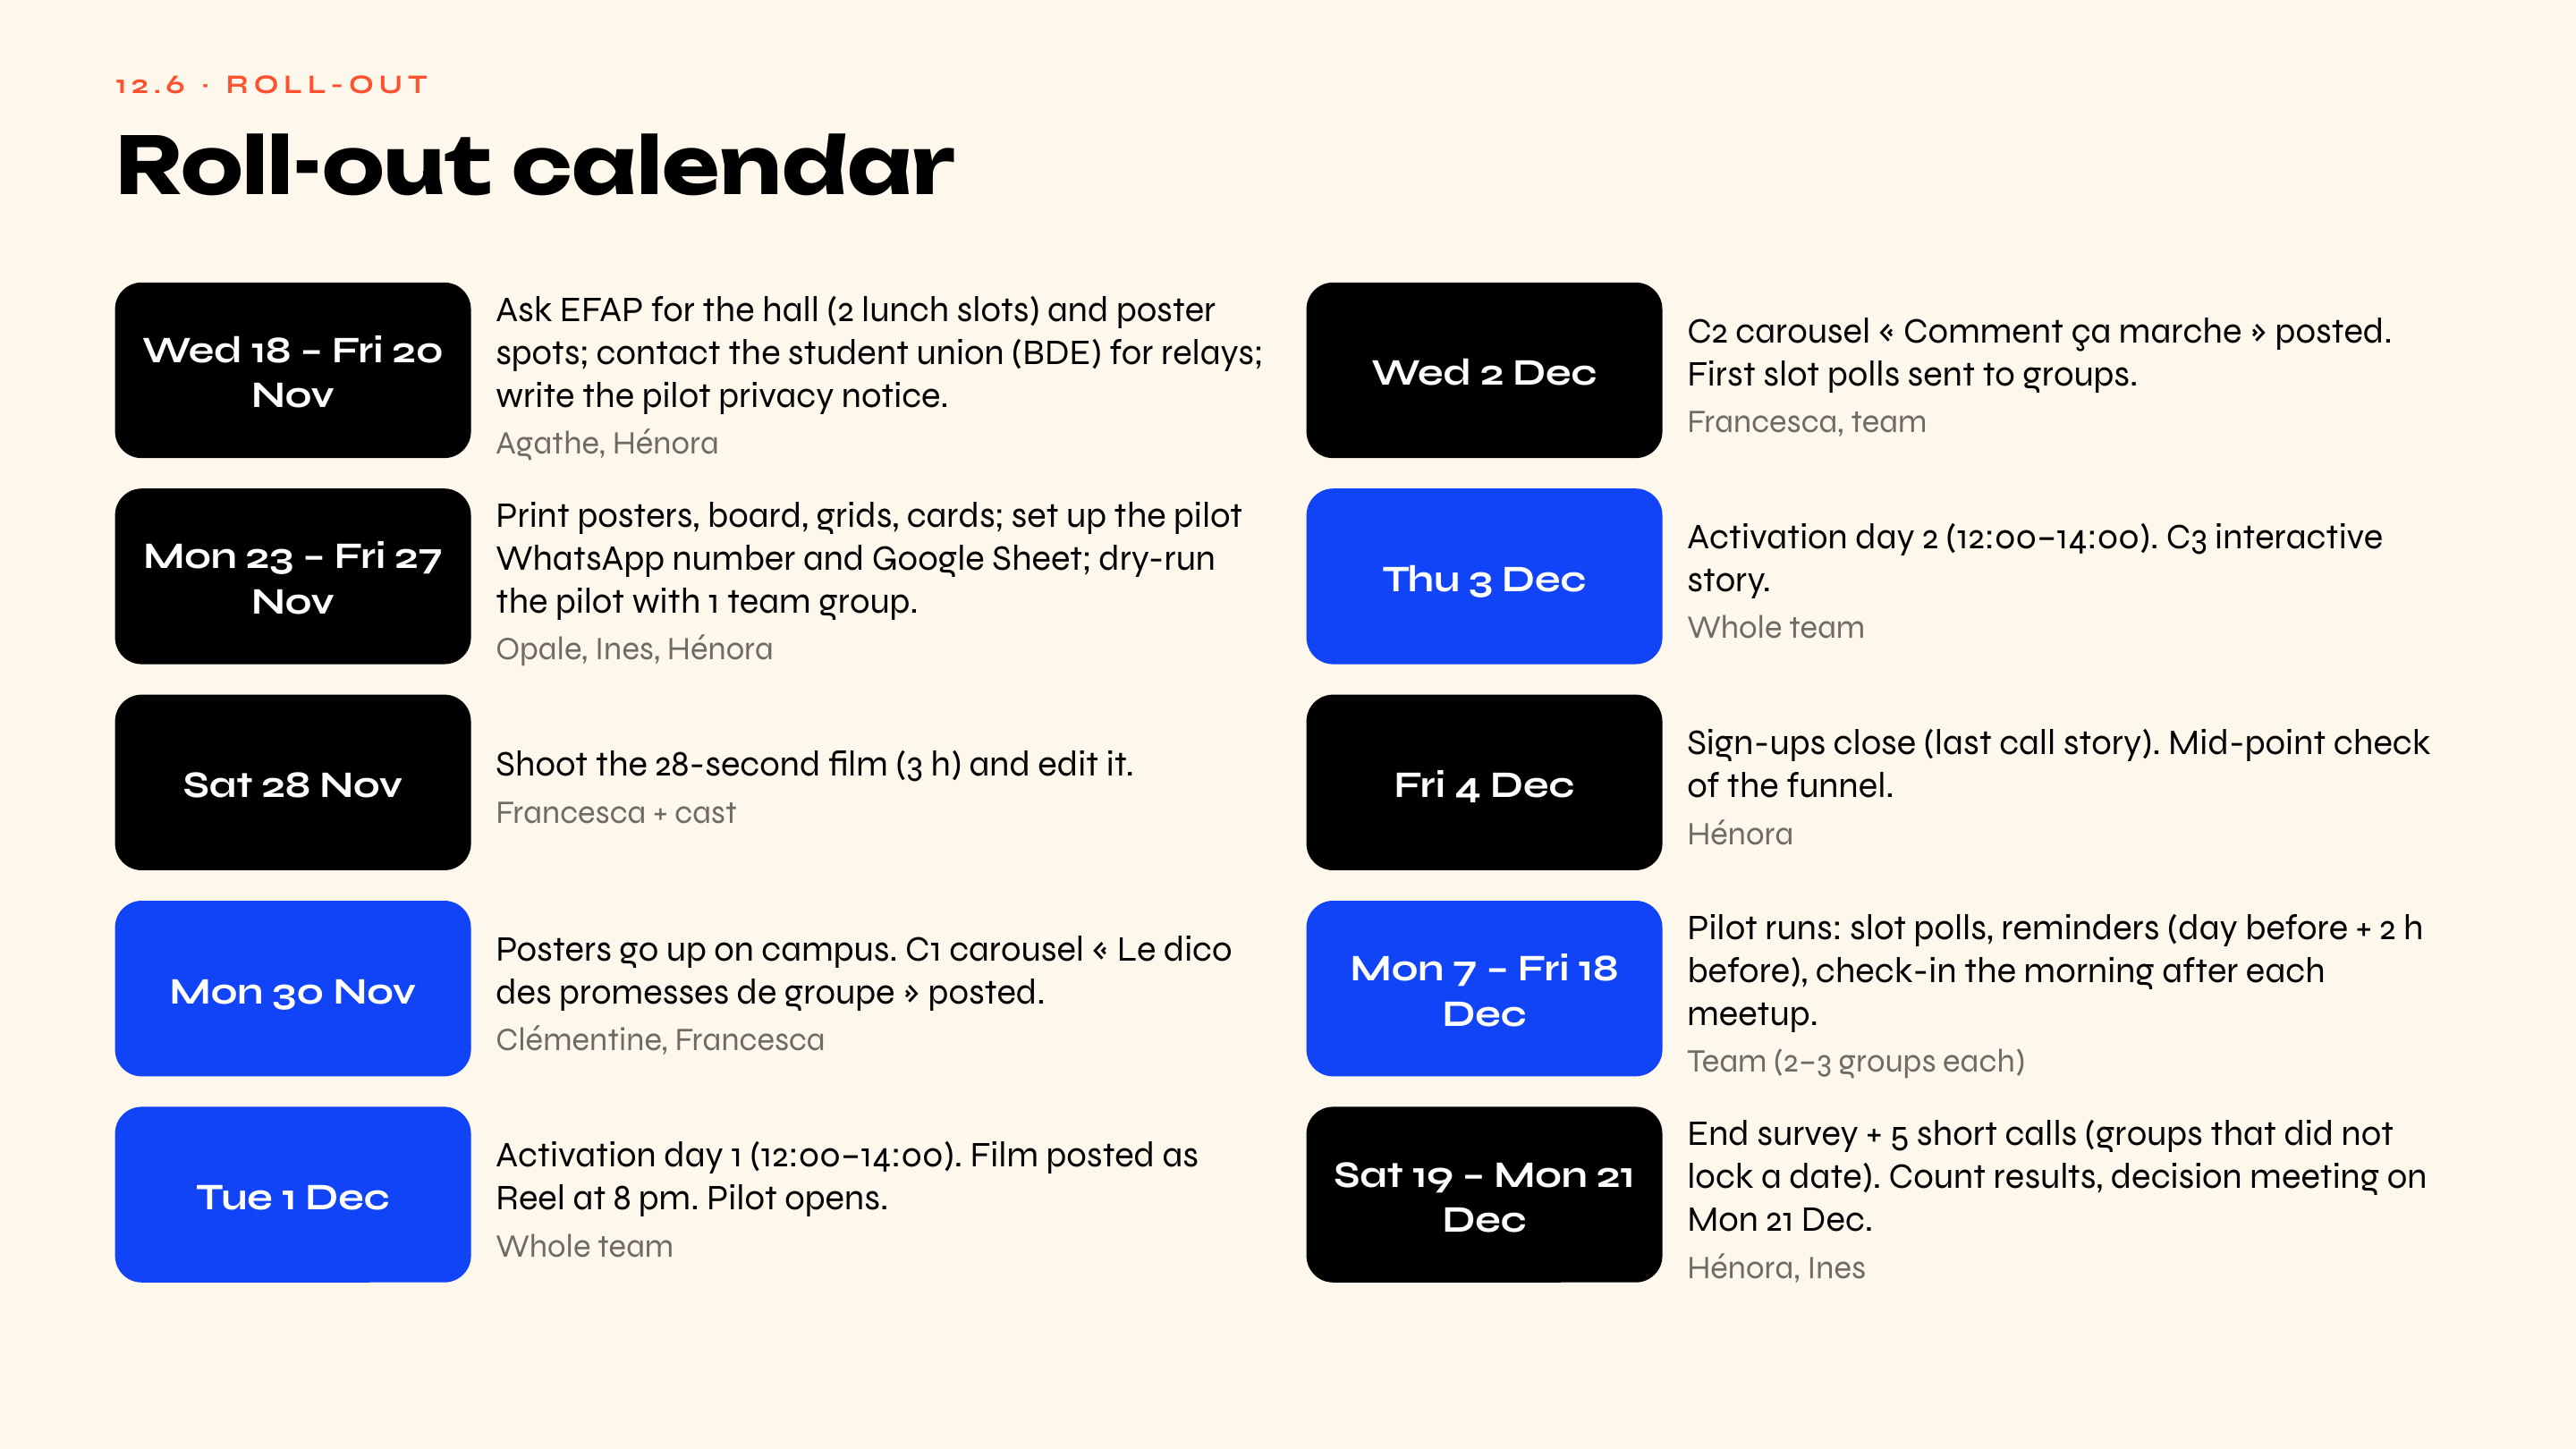 12.6 · ROLL-OUT
Roll-out calendar
Wed 18 – Fri 20
Nov
Ask EFAP for the hall (2 lunch slots) and poster
spots; contact the student union (BDE) for relays;
write the pilot privacy notice.
Agathe, Hénora
Mon 23 – Fri 27
Nov
Print posters, board, grids, cards; set up the pilot
WhatsApp number and Google Sheet; dry-run
the pilot with 1 team group.
Opale, Ines, Hénora
Sat 28 Nov
Shoot the 28-second film (3 h) and edit it.
Francesca + cast
Mon 30 Nov
Posters go up on campus. C1 carousel « Le dico
des promesses de groupe » posted.
Clémentine, Francesca
Tue 1 Dec
Activation day 1 (12:00–14:00). Film posted as
Reel at 8 pm. Pilot opens.
Whole team
Wed 2 Dec
C2 carousel « Comment ça marche » posted.
First slot polls sent to groups.
Francesca, team
Thu 3 Dec
Activation day 2 (12:00–14:00). C3 interactive
story.
Whole team
Fri 4 Dec
Sign-ups close (last call story). Mid-point check
of the funnel.
Hénora
Mon 7 – Fri 18
Dec
Pilot runs: slot polls, reminders (day before + 2 h
before), check-in the morning after each
meetup.
Team (2–3 groups each)
Sat 19 – Mon 21
Dec
End survey + 5 short calls (groups that did not
lock a date). Count results, decision meeting on
Mon 21 Dec.
Hénora, Ines